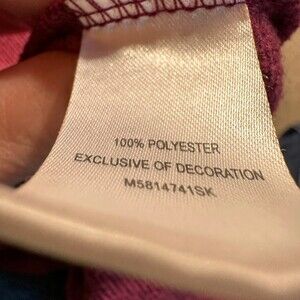 100% POLYESTER
EXCLUSIVE OF DECORATION
M5814741SK